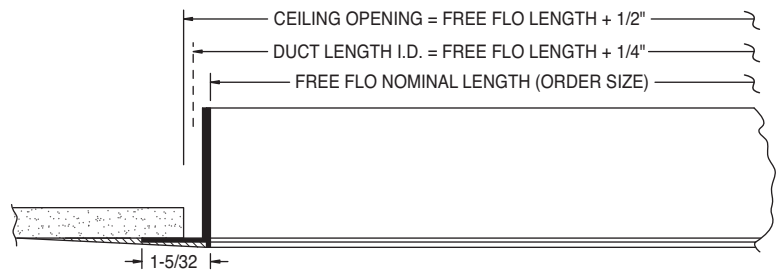 CEILING OPENING = FREE FLO LENGTH + 1/2"
DUCT LENGTH I.D. = FREE FLO LENGTH + 1/4"
FREE FLO NOMINAL LENGTH (ORDER SIZE)
1-5/32